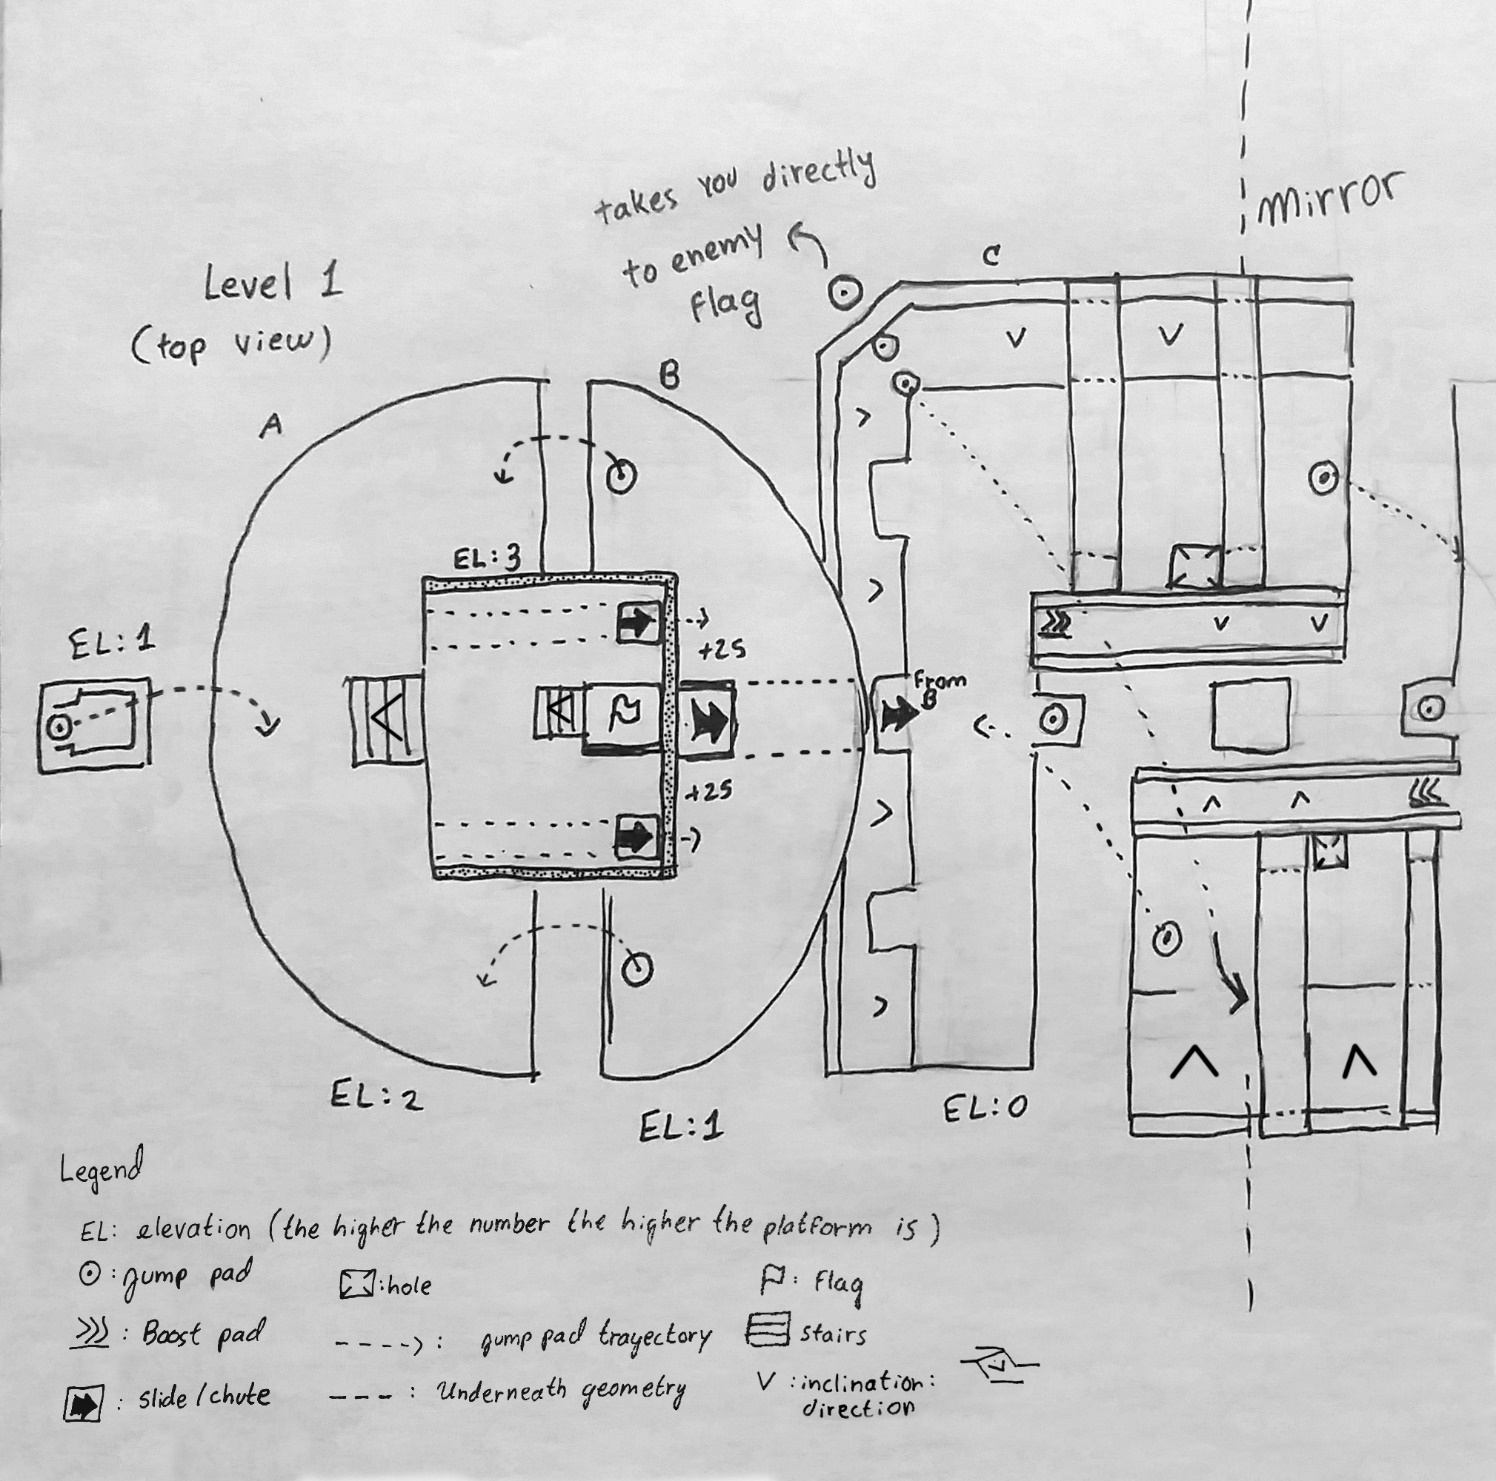 takes you directly
to enemy
flag
Mirror
Level 1
(top view)
C
B
A
EL:3
EL:1
+25
From
B
+25
EL:2
EL:1
EL:0
Legend
EL: elevation (the higher the number the higher the platform is)
: jump pad
: hole
: Flag
: Boost pad
: jump pad trayectory
stairs
: slide/chute
: Underneath geometry
V : inclination:
direction